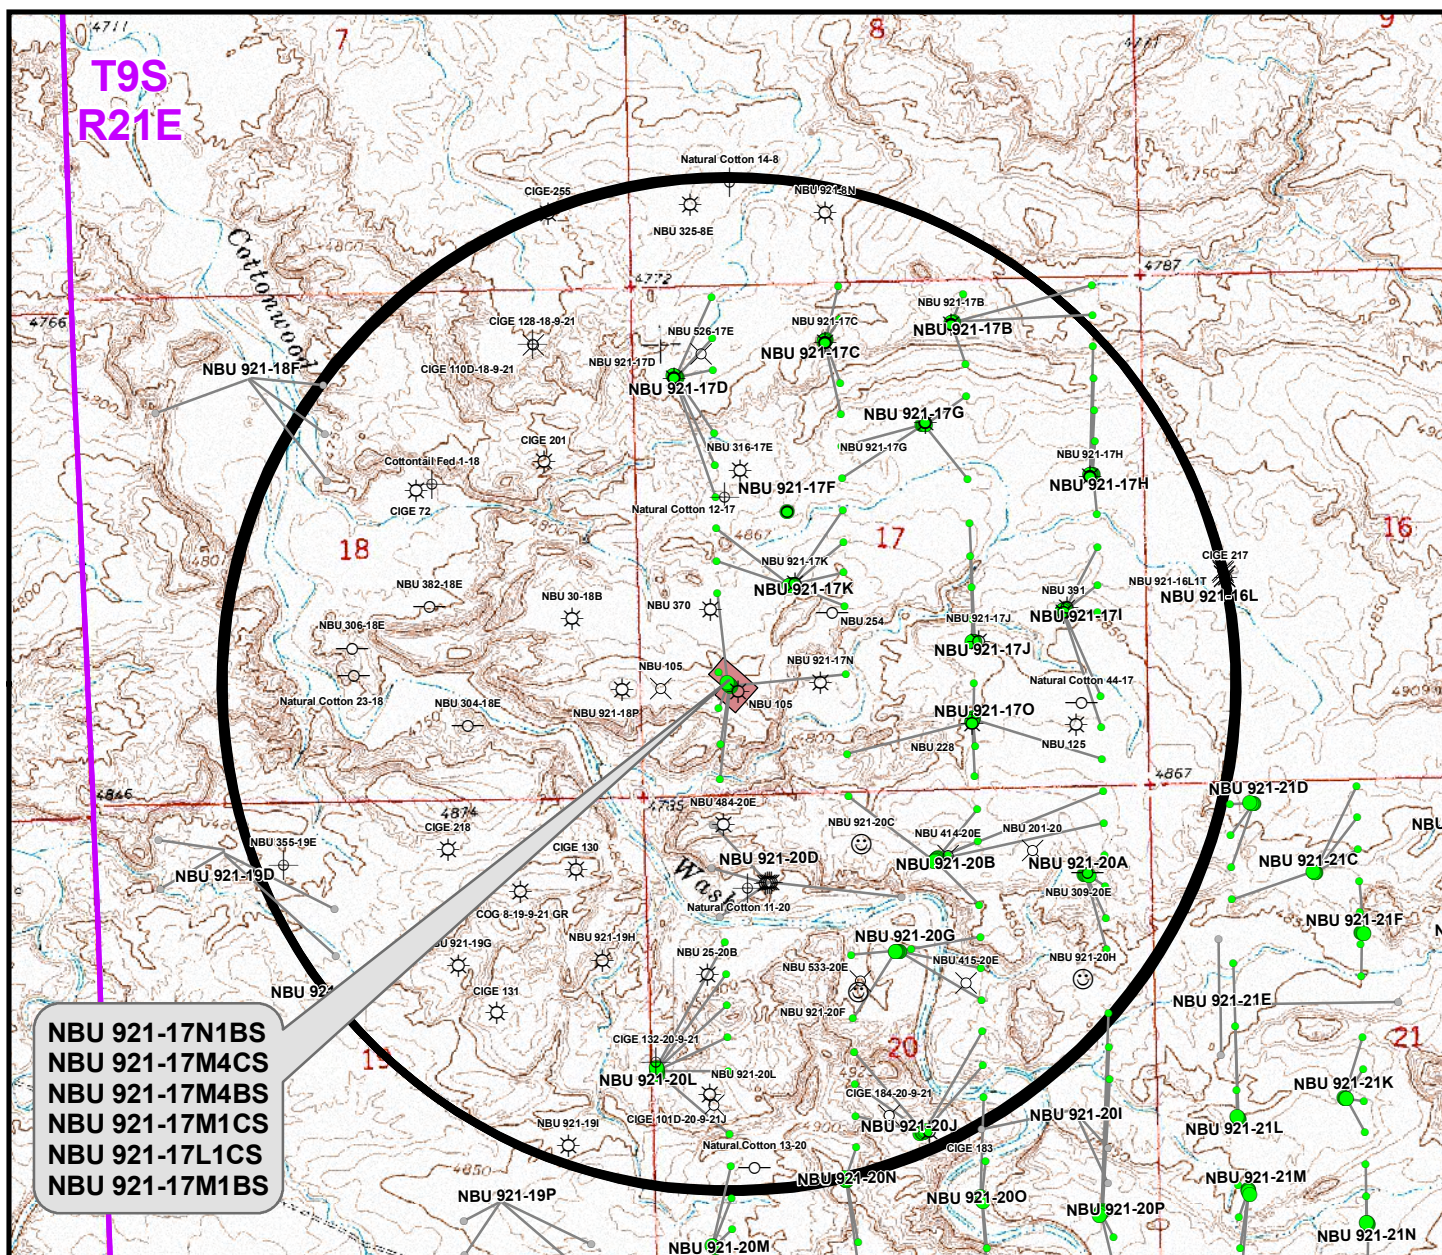 4711
4750
4761
7
8
9
T9S
R21E
Natural Cotton 14-8
CIGE 255
NBU 921-8N
NBU 325-8E
Cottonwood
4772
4787
4766
NBU 921-17B
CIGE 128-18-9-21
NBU 526-17E
NBU 921-17C
NBU 921-17B
NBU 921-17C
NBU 921-17D
NBU 921-18F
CIGE 110D-18-9-21
NBU 921-17D
NBU 921-17G
CIGE 201
NBU 316-17E
NBU 921-17G
NBU 921-17H
Cottontail Fed 1-18
NBU 921-17H
NBU 921-17F
CIGE 72
Natural Cotton 12-17
4867
17
16
18
4801
CIGE 217
NBU 921-17K
NBU 921-16L1T
NBU 382-18E
NBU 921-17K
NBU 391
NBU 921-16L
NBU 30-18B
NBU 370
NBU 254
NBU 921-17I
NBU 306-18E
NBU 921-17J
NBU 921-17J
NBU 105
NBU 921-17N
Natural Cotton 44-17
4909
Natural Cotton 23-18
NBU 105
NBU 304-18E
NBU 921-18P
NBU 921-17O
NBU 228
NBU 125
4867
4846
4785
NBU 921-21D
NBU 484-20E
4874
CIGE 218
NBU 921-20C
NBU 414-20E
NBU 201-20
NBU 355-19E
CIGE 130
NBU 921-20D
NBU 921-20B
NBU 921-20A
NBU 921-21C
NBU 921-19D
Wash
NBU 309-20E
Natural Cotton 11-20
COG 8-19-9-21 GR
NBU 921-21F
NBU 921-20G
NBU 921-19G
NBU 921-19H
NBU 25-20B
NBU 533-20E
NBU 415-20E
NBU 921-20H
CIGE 131
NBU 921-20F
NBU 921-21E
19
CIGE 132-20-9-21
20
21
NBU 921-20L
NBU 921-20L
NBU 921-21K
CIGE 184-20-9-21
CIGE 101D-20-9-21J
NBU 921-20J
NBU 921-20I
NBU 921-21L
NBU 921-19I
Natural Cotton 13-20
CIGE 183
4850
NBU 921-20N
NBU 921-21M
NBU 921-19P
NBU 921-20O
NBU 921-20P
NBU 921-21N
NBU 921-20M
NBU 921-17N1BS
NBU 921-17M4CS
NBU 921-17M4BS
NBU 921-17M1CS
NBU 921-17L1CS
NBU 921-17M1BS